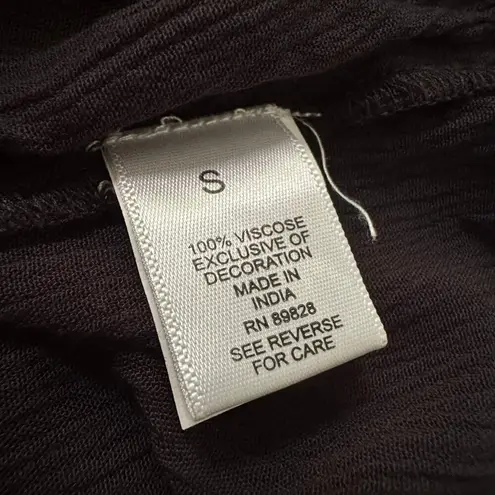 S
100% VISCOSE
EXCLUSIVE OF
DECORATION
MADE IN
INDIA
RN 89828
SEE REVERSE
FOR CARE